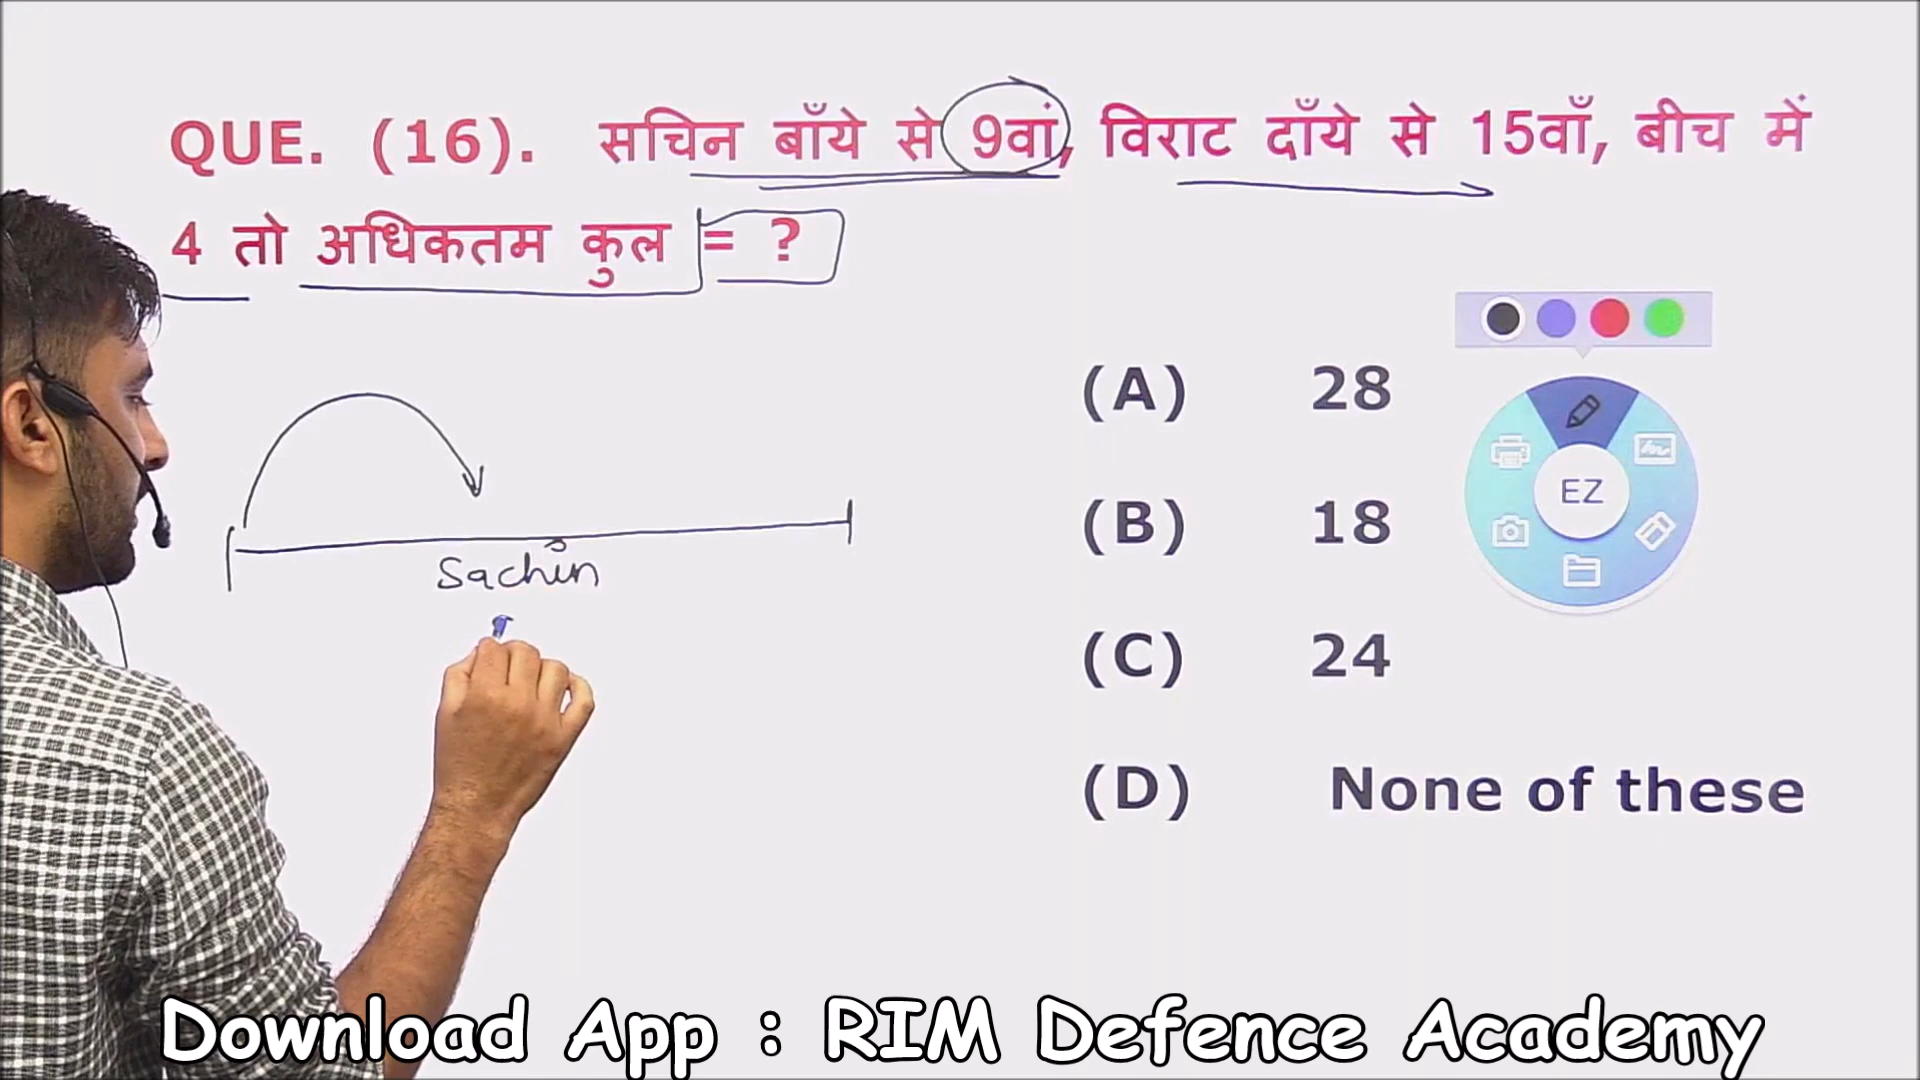 QUE. (16). सचिन बाँये से 9वां, विराट दाँये से 15वाँ, बीच में
4 तो अधिकतम कुल = ?
(A) 28
EZ
(B) 18
Sachin
(C) 24
(D) None of these
Download App : RIM Defence Academy